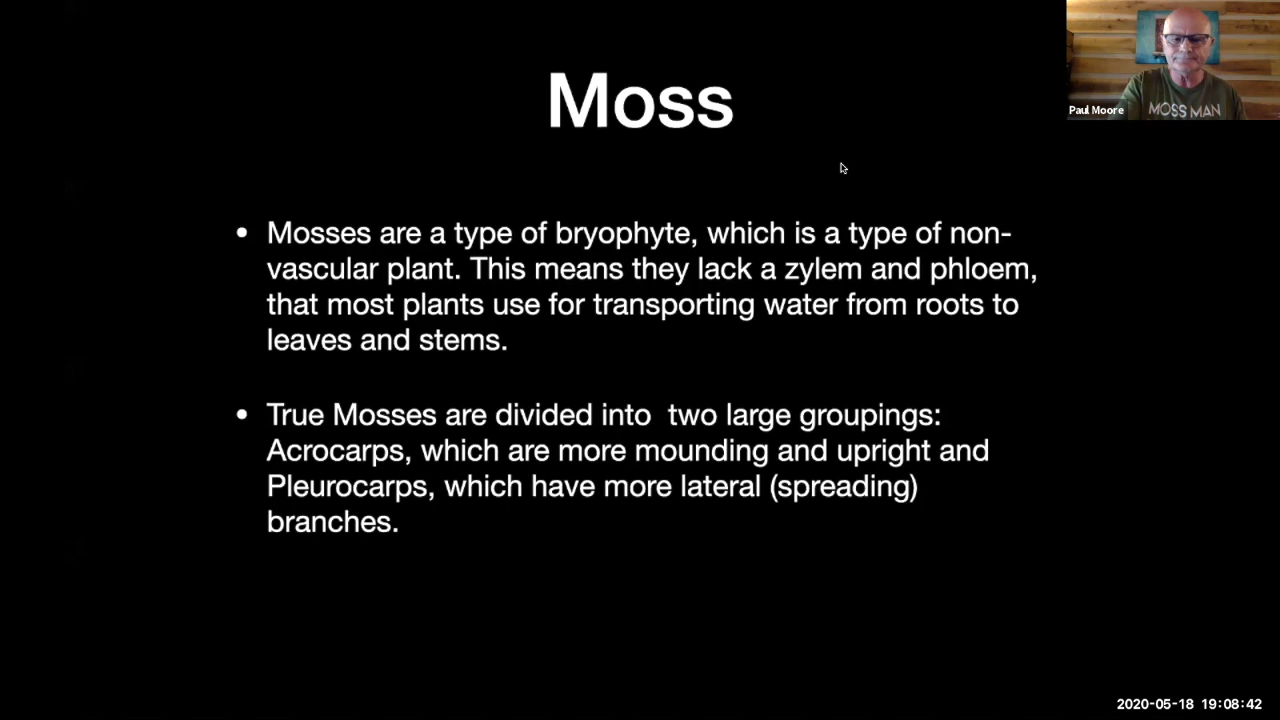 Moss
Paul Moore
MOSS MAN
• Mosses are a type of bryophyte, which is a type of non-
vascular plant. This means they lack a zylem and phloem,
that most plants use for transporting water from roots to
leaves and stems.
• True Mosses are divided into  two large groupings:
Acrocarps, which are more mounding and upright and
Pleurocarps, which have more lateral (spreading)
branches.
2020-05-18 19:08:42